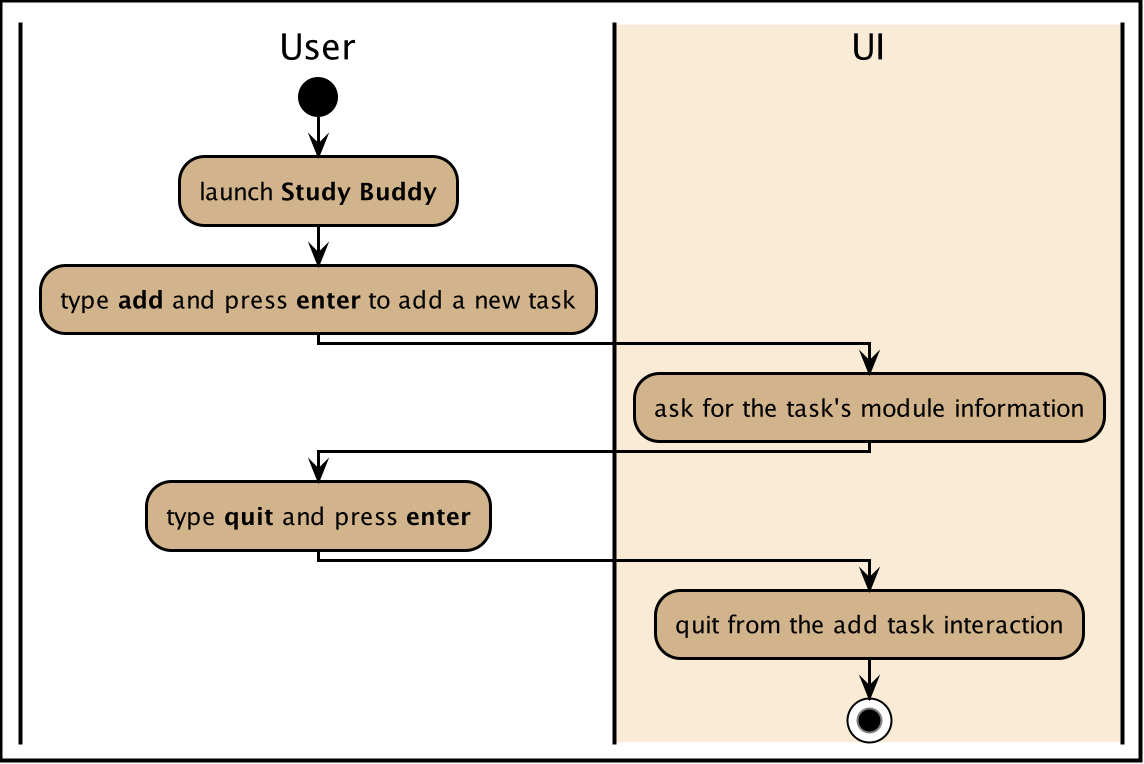 User
UI
launch Study Buddy
type add and press enter to add a new task
ask for the task's module information
type quit and press enter
quit from the add task interaction